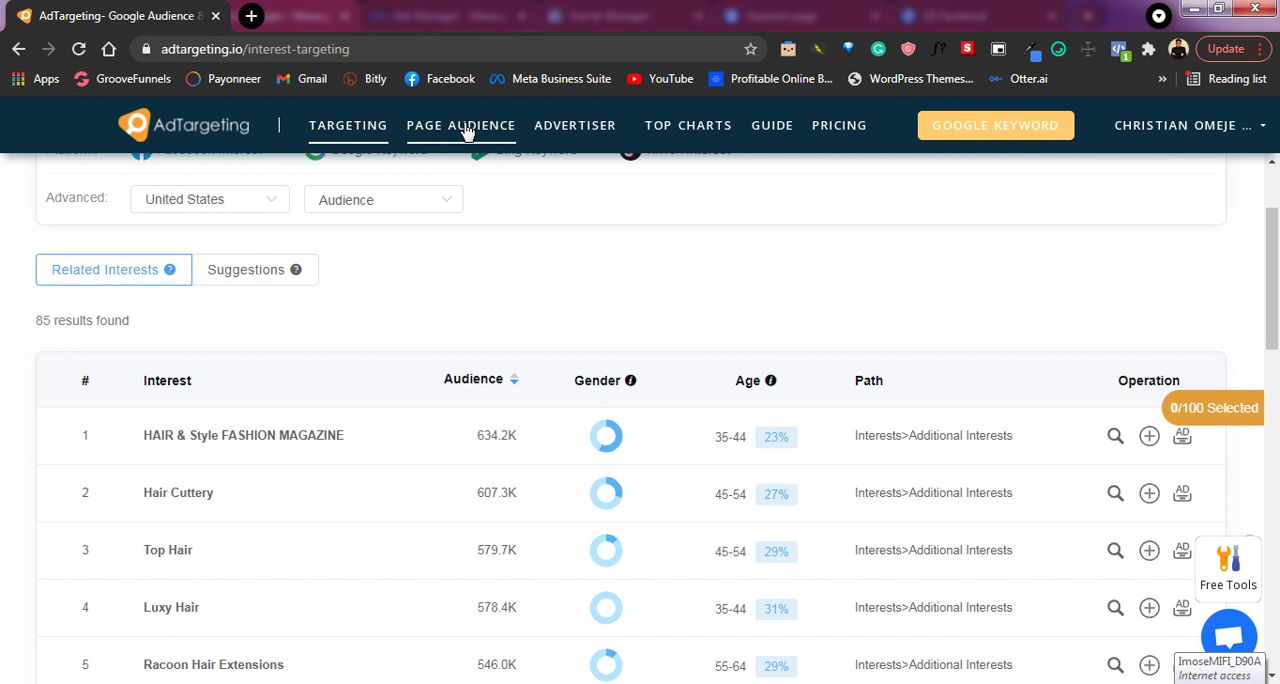 AdTargeting- Google Audience &
adtargeting.io/interest-targeting
Update
Apps
GrooveFunnels
Payonneer
Gmail
Bitly
Facebook
Meta Business Suite
YouTube
Profitable Online B...
WordPress Themes...
Otter.ai
»
Reading list
AdTargeting
TARGETING
PAGE AUDIENCE
ADVERTISER
TOP CHARTS
GUIDE
PRICING
GOOGLE KEYWORD
CHRISTIAN OMEJE ...
Advanced:
United States
Audience
Related Interests ?
Suggestions ?
85 results found
# Interest Audience Gender Age Path Operation
0/100 Selected
1 HAIR & Style FASHION MAGAZINE 634.2K 35-44 23% Interests>Additional Interests AD
2 Hair Cuttery 607.3K 45-54 27% Interests>Additional Interests AD
3 Top Hair 579.7K 45-54 29% Interests>Additional Interests AD
4 Luxy Hair 578.4K 35-44 31% Interests>Additional Interests AD
5 Racoon Hair Extensions 546.0K 55-64 29% Interests>Additional Interests
Free Tools
ImoseMIFI_D90A
Internet access